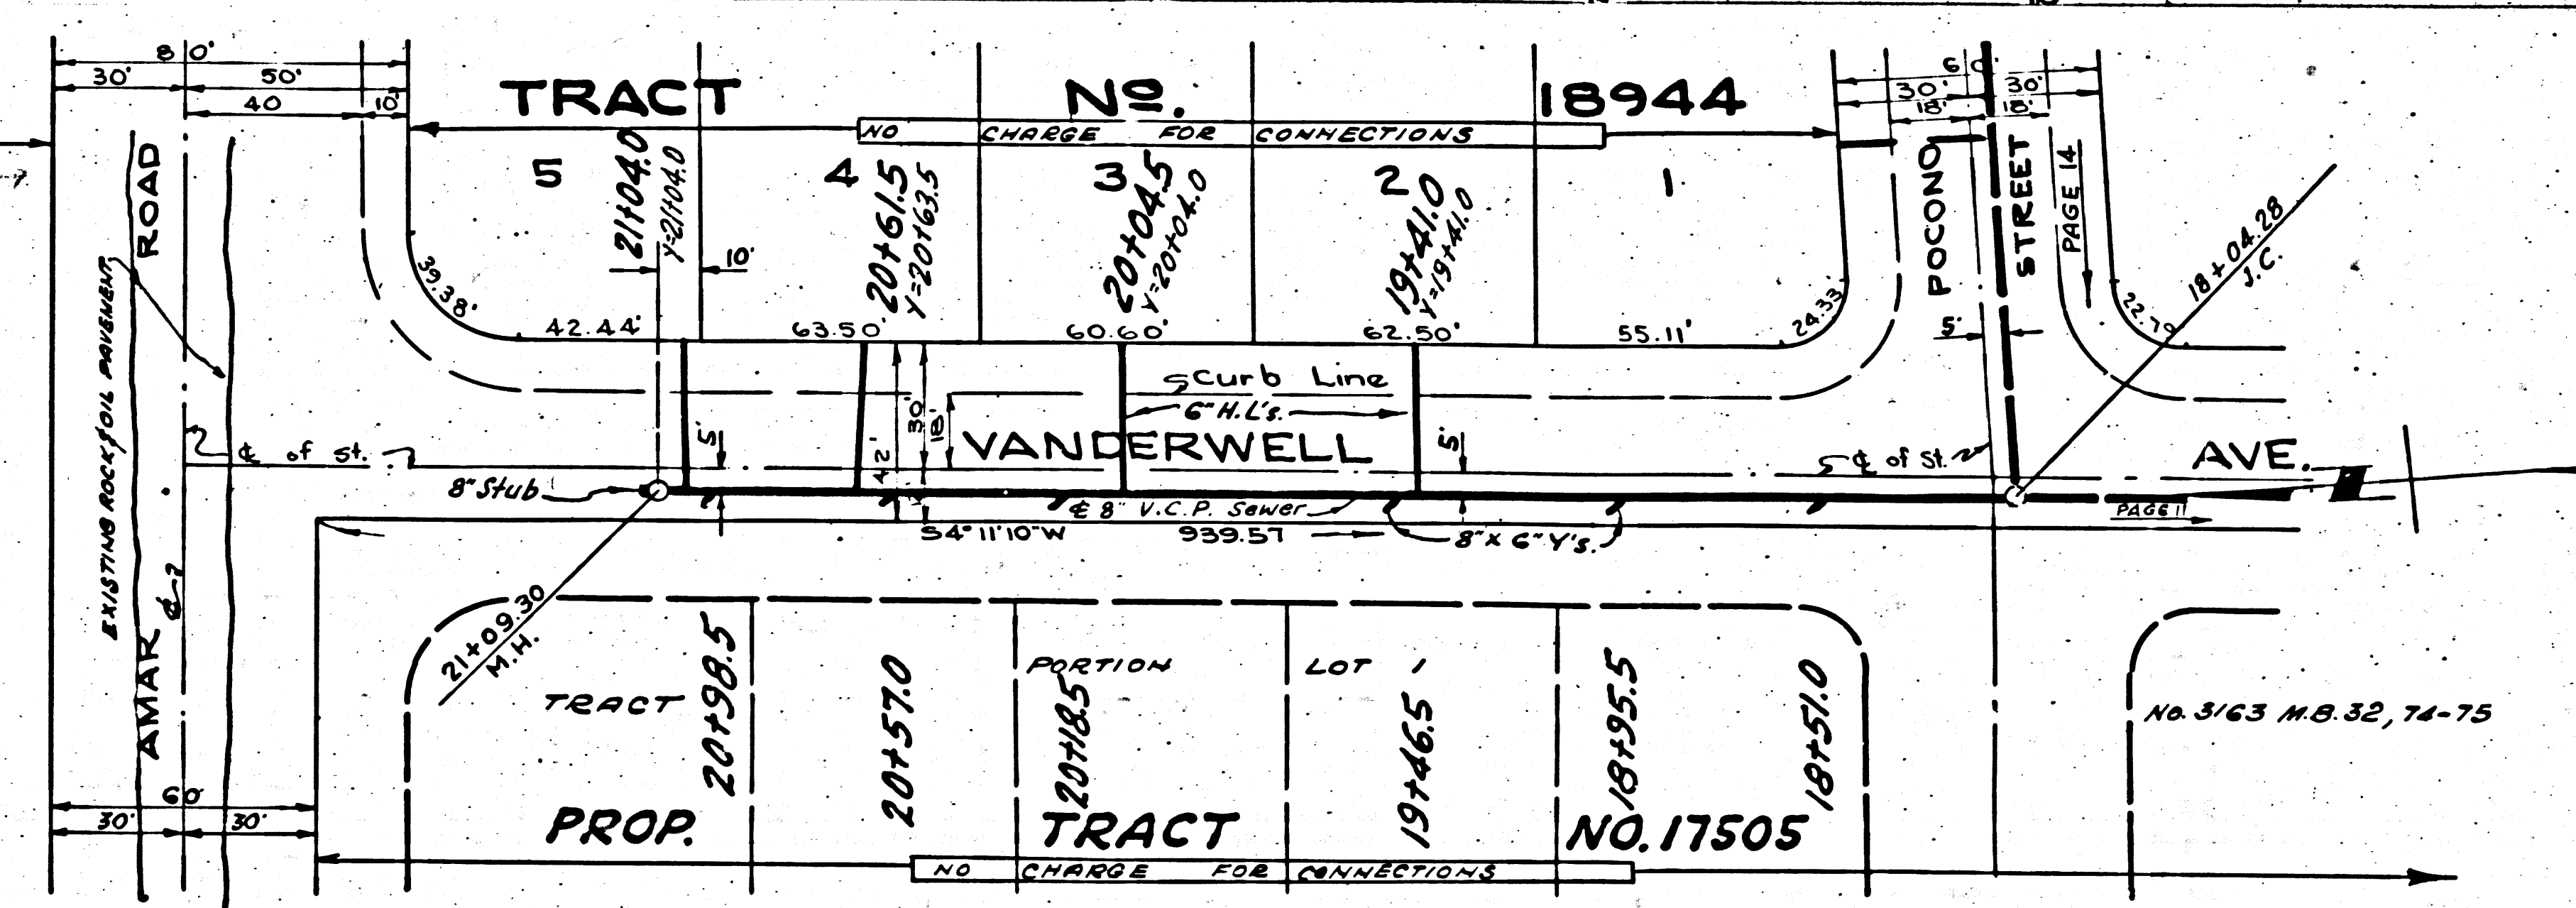 80'
30' 50'
40 10'
TRACT No. 18944
NO CHARGE FOR CONNECTIONS
60'
30' 30'
18' 18'
5 4 3 2 1
21+04.0
Y=21+04.0
20+61.5
Y=20+63.5
20+04.5
Y=20+04.0
19+41.0
Y=19+41.0
10'
ROAD
POCONO STREET
PAGE 14
18+04.28
J.C.
EXISTING ROCK & OIL PAVEMENT
39.38'
42.44'
63.50'
60.60'
62.50'
55.11'
24.33'
22.79
5'
Curb Line
6" H.L's.
42'
30'
18'
5'
5'
VANDERWELL AVE.
℄ of St.
℄ of St.
8" Stub
℄ 8" V.C.P. Sewer
PAGE 11
S4°11'10"W 939.57
8" X 6" Y's.
21+09.30
M.H.
AMAR
℄
TRACT
PORTION LOT 1
No. 3163 M.B. 32, 74-75
20+98.5
20+57.0
20+18.5
19+46.5
18+95.5
18+51.0
60'
30' 30'
PROP. TRACT NO. 17505
NO CHARGE FOR CONNECTIONS